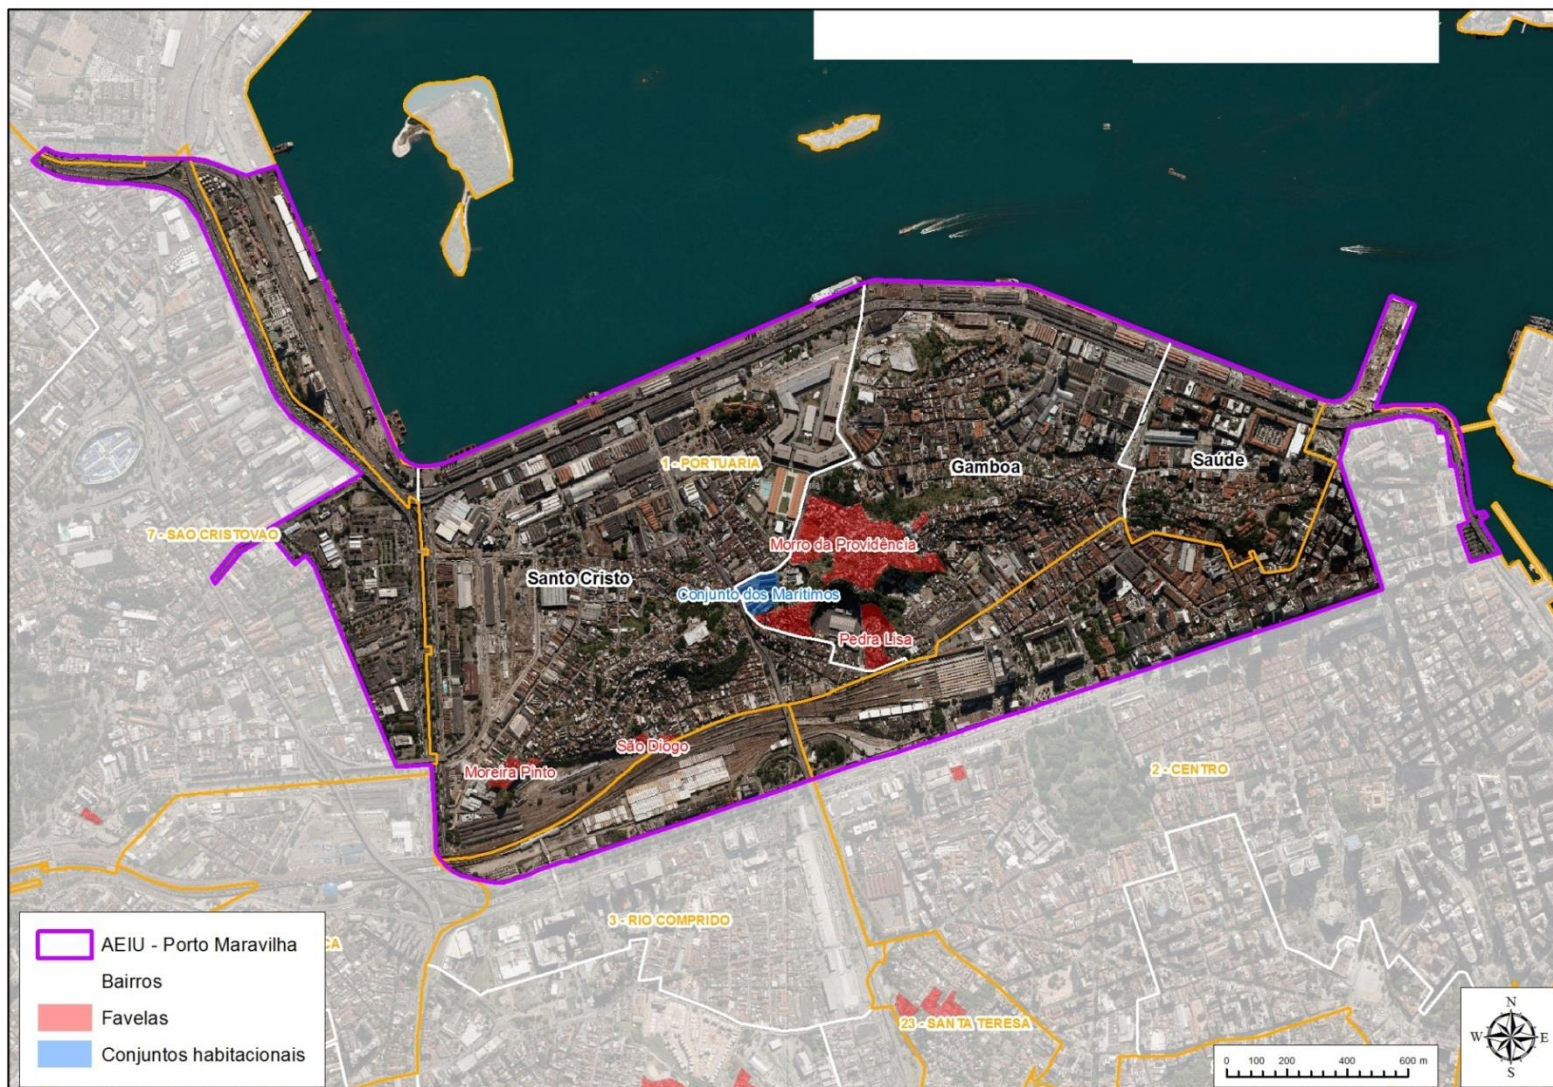 1 - PORTUARIA
Gamboa
Saúde
7 - SAO CRISTOVAO
Morro da Providência
Santo Cristo
Conjunto dos Marítimos
Pedra Lisa
São Diogo
Moreira Pinto
2 - CENTRO
3 - RIO COMPRIDO
23 - SANTA TERESA
CA
AEIU - Porto Maravilha
Bairros
Favelas
Conjuntos habitacionais
N
W E
S
0 100 200 400 600 m